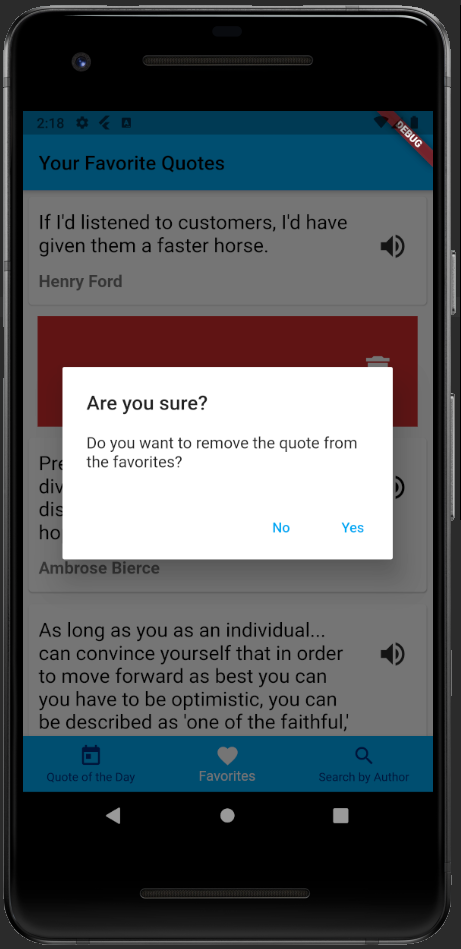 2:18
DEBUG
Your Favorite Quotes
If I'd listened to customers, I'd have
given them a faster horse.
Henry Ford
Are you sure?
Do you want to remove the quote from
the favorites?
No
Yes
Pre
div
dis
ho
Ambrose Bierce
As long as you as an individual...
can convince yourself that in order
to move forward as best you can
you have to be optimistic, you can
be described as 'one of the faithful,'
Quote of the Day
Favorites
Search by Author